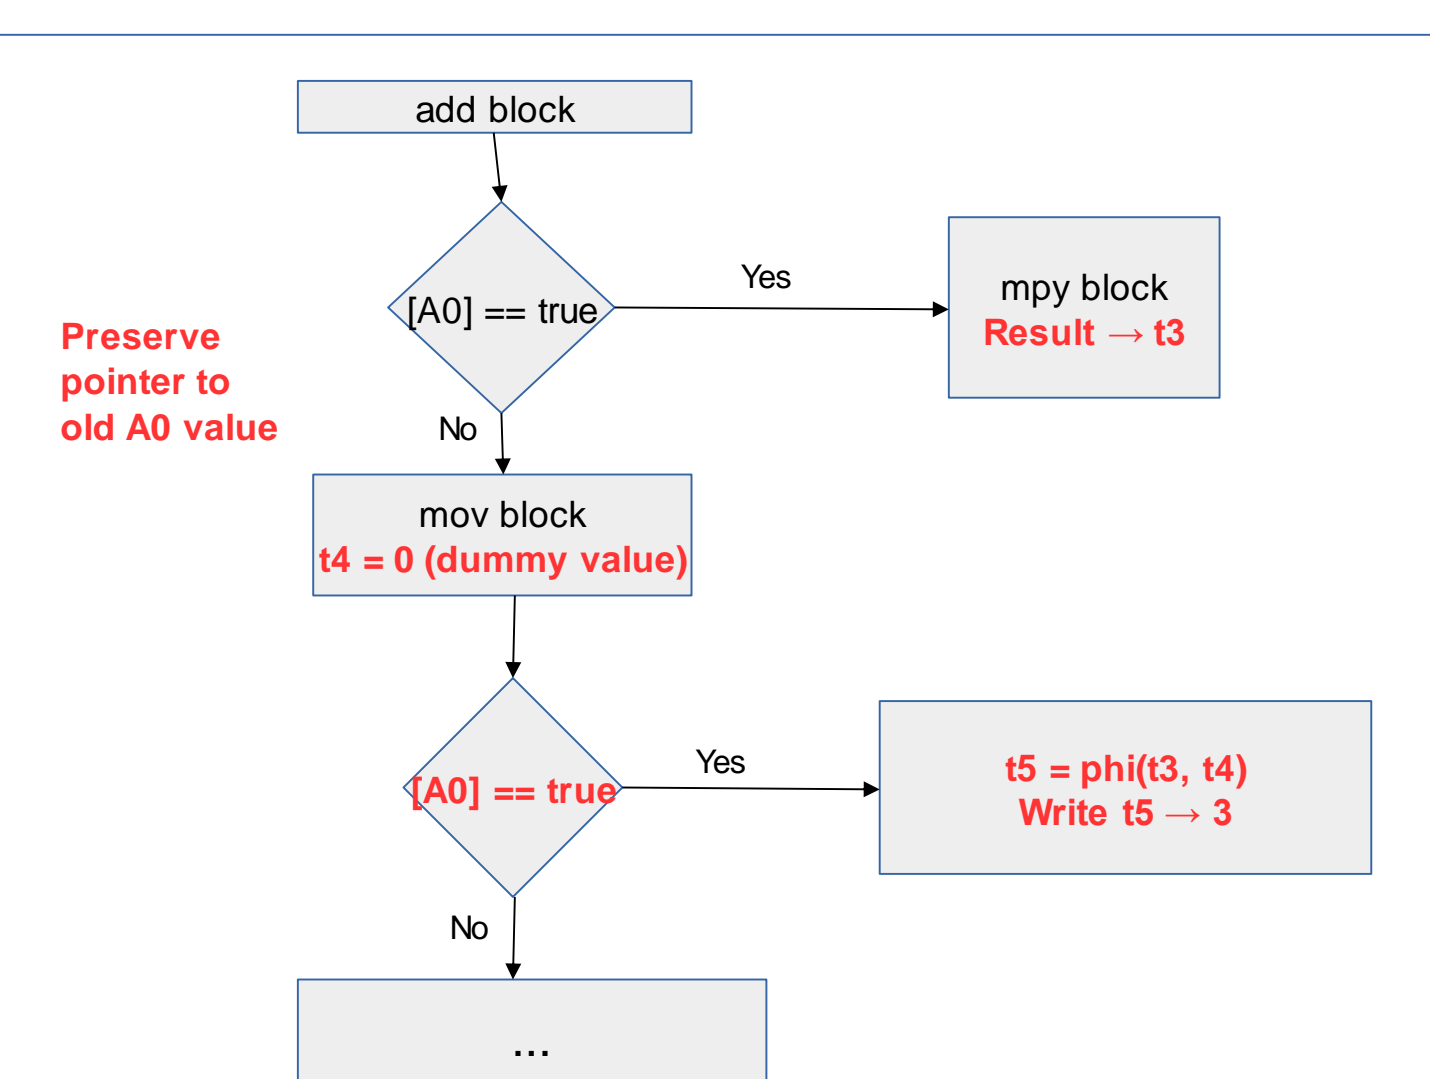 add block
[A0] == true
Yes
mpy block
Result → t3
Preserve
pointer to
old A0 value
No
mov block
t4 = 0 (dummy value)
[A0] == true
Yes
t5 = phi(t3, t4)
Write t5 → 3
No
...